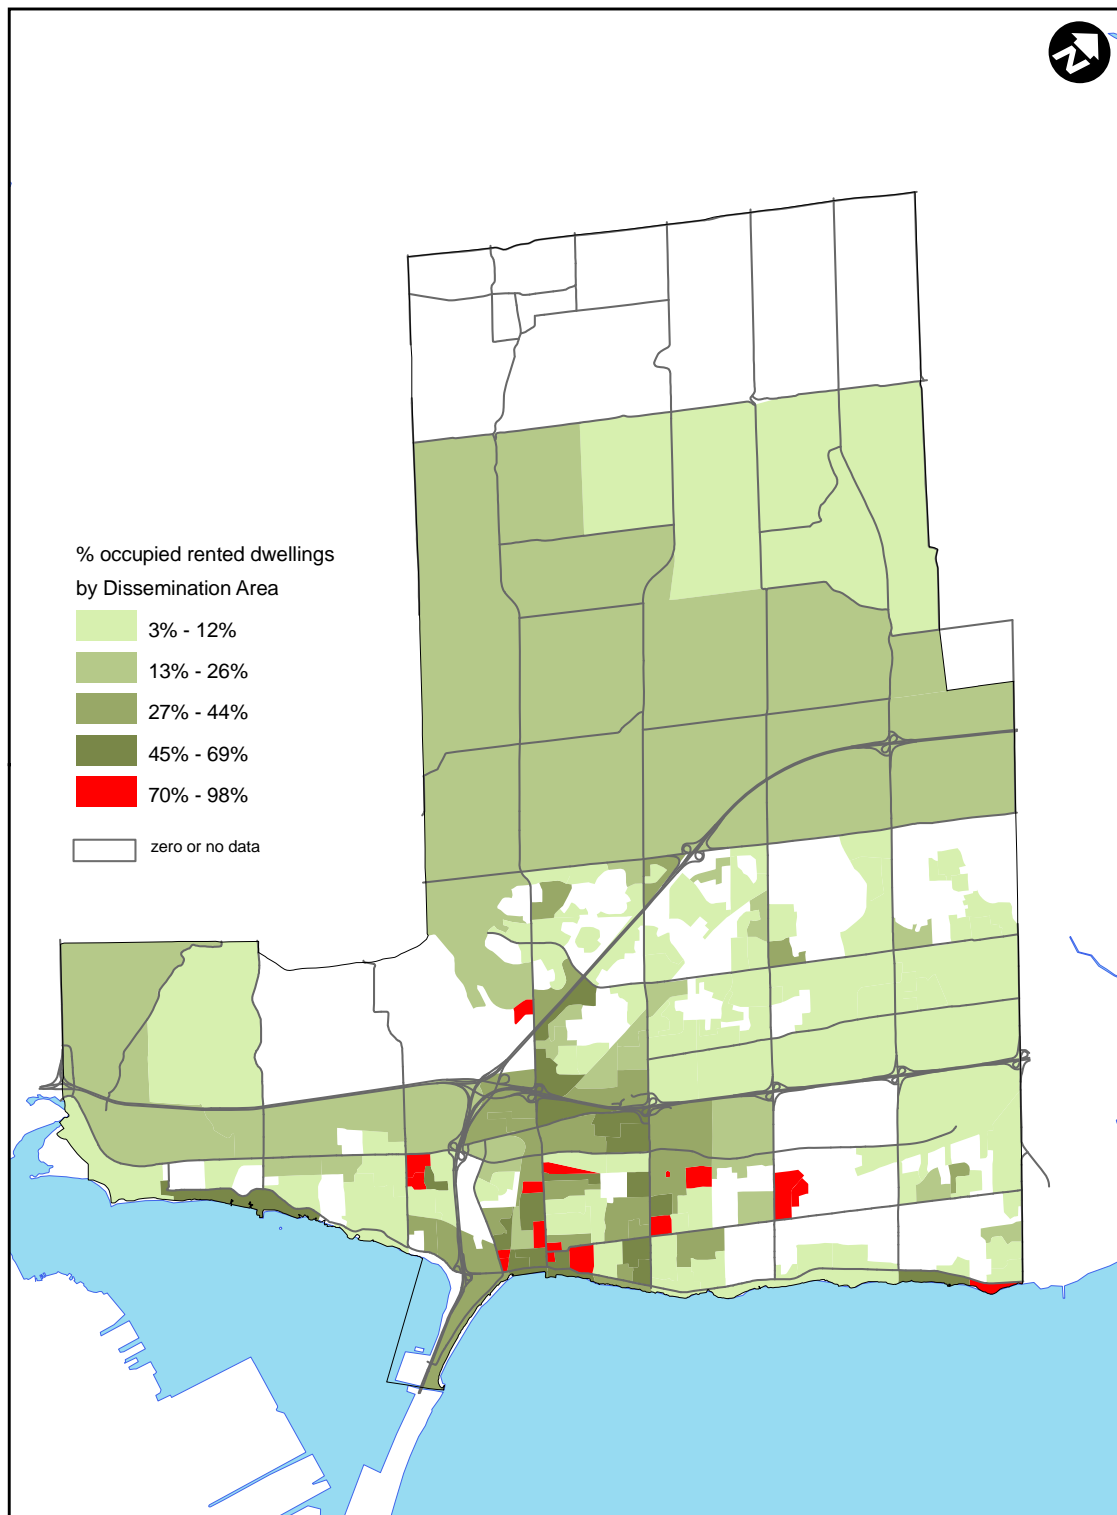 N
% occupied rented dwellings
by Dissemination Area
3% - 12%
13% - 26%
27% - 44%
45% - 69%
70% - 98%
zero or no data